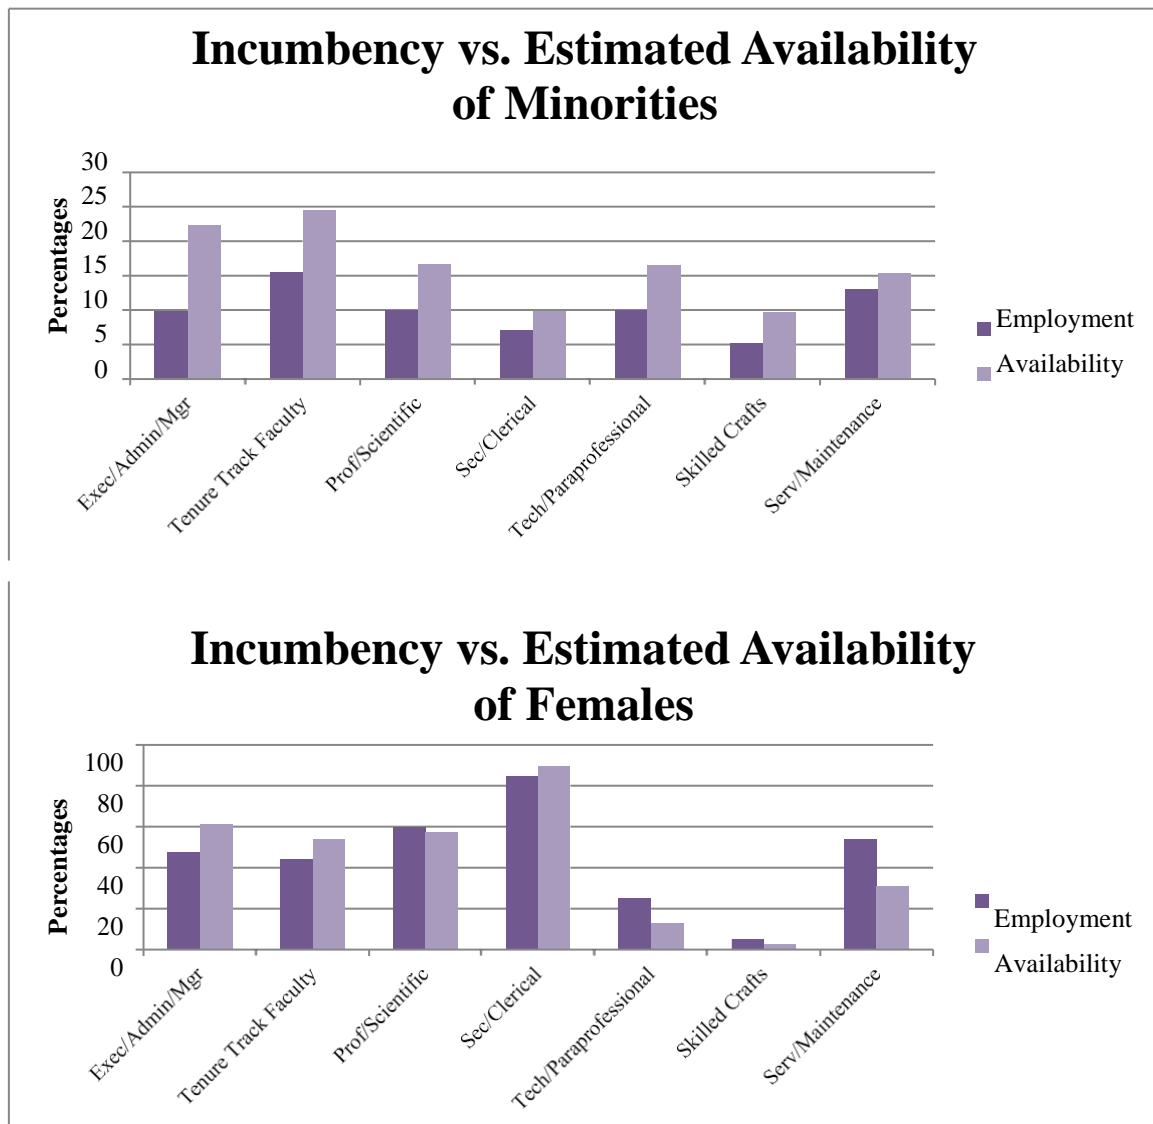 Incumbency vs. Estimated Availability
of Minorities
30
25
20
15
10
5
0
Percentages
Exec/Admin/Mgr
Tenure Track Faculty
Prof/Scientific
Sec/Clerical
Tech/Paraprofessional
Skilled Crafts
Serv/Maintenance
Employment
Availability
Incumbency vs. Estimated Availability
of Females
100
80
60
40
20
0
Percentages
Exec/Admin/Mgr
Tenure Track Faculty
Prof/Scientific
Sec/Clerical
Tech/Paraprofessional
Skilled Crafts
Serv/Maintenance
Employment
Availability